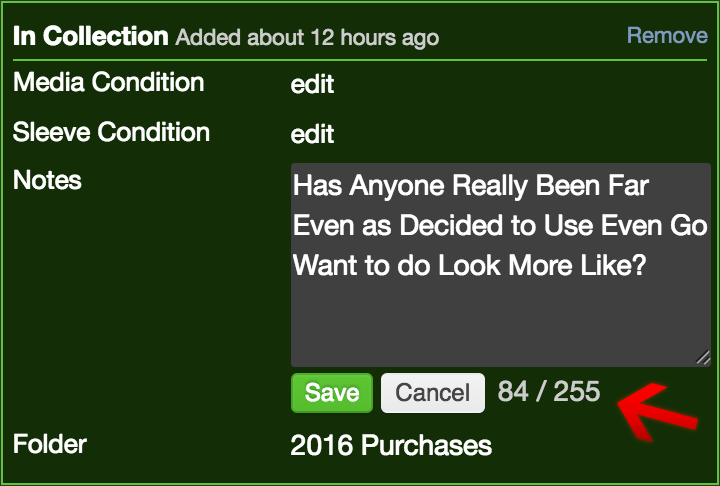 In Collection Added about 12 hours ago Remove
Media Condition edit
Sleeve Condition edit
Notes Has Anyone Really Been Far
Even as Decided to Use Even Go
Want to do Look More Like?
Save Cancel 84 / 255
Folder 2016 Purchases